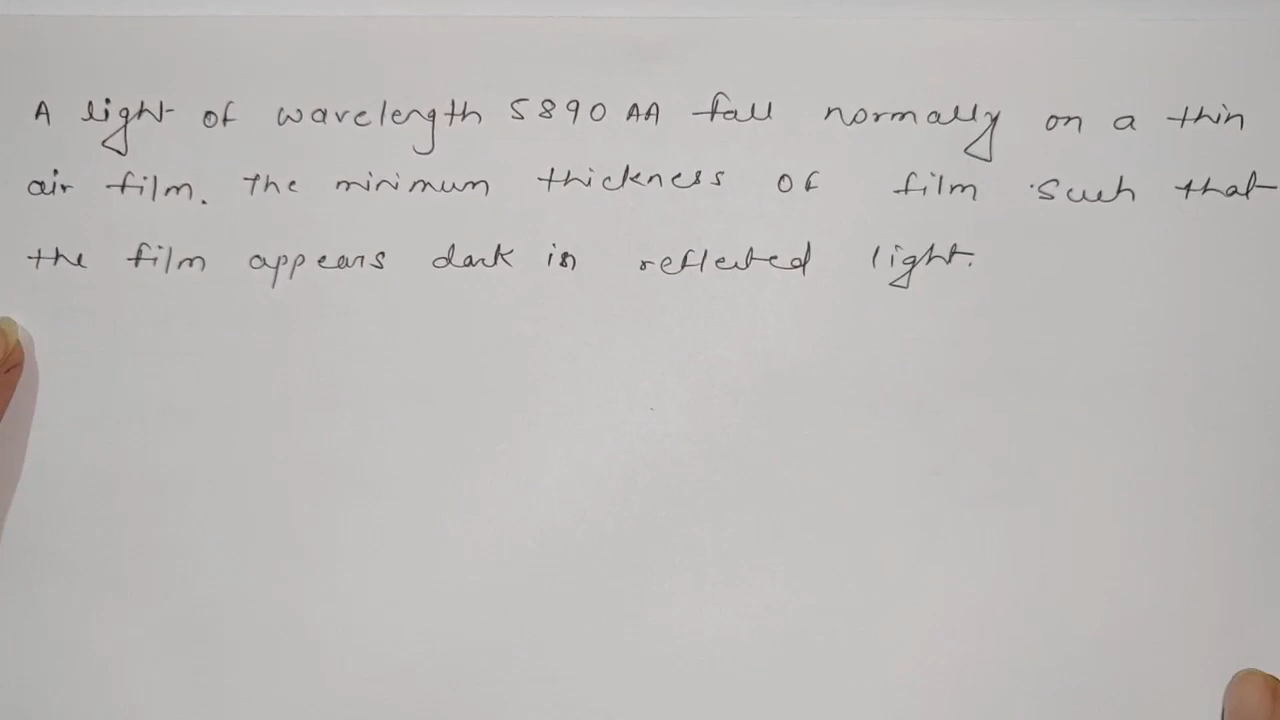 A light of wavelength 5890 AA fall normally on a thin
air film. The minimum thickness of film such that
the film appears dark in reflected light.